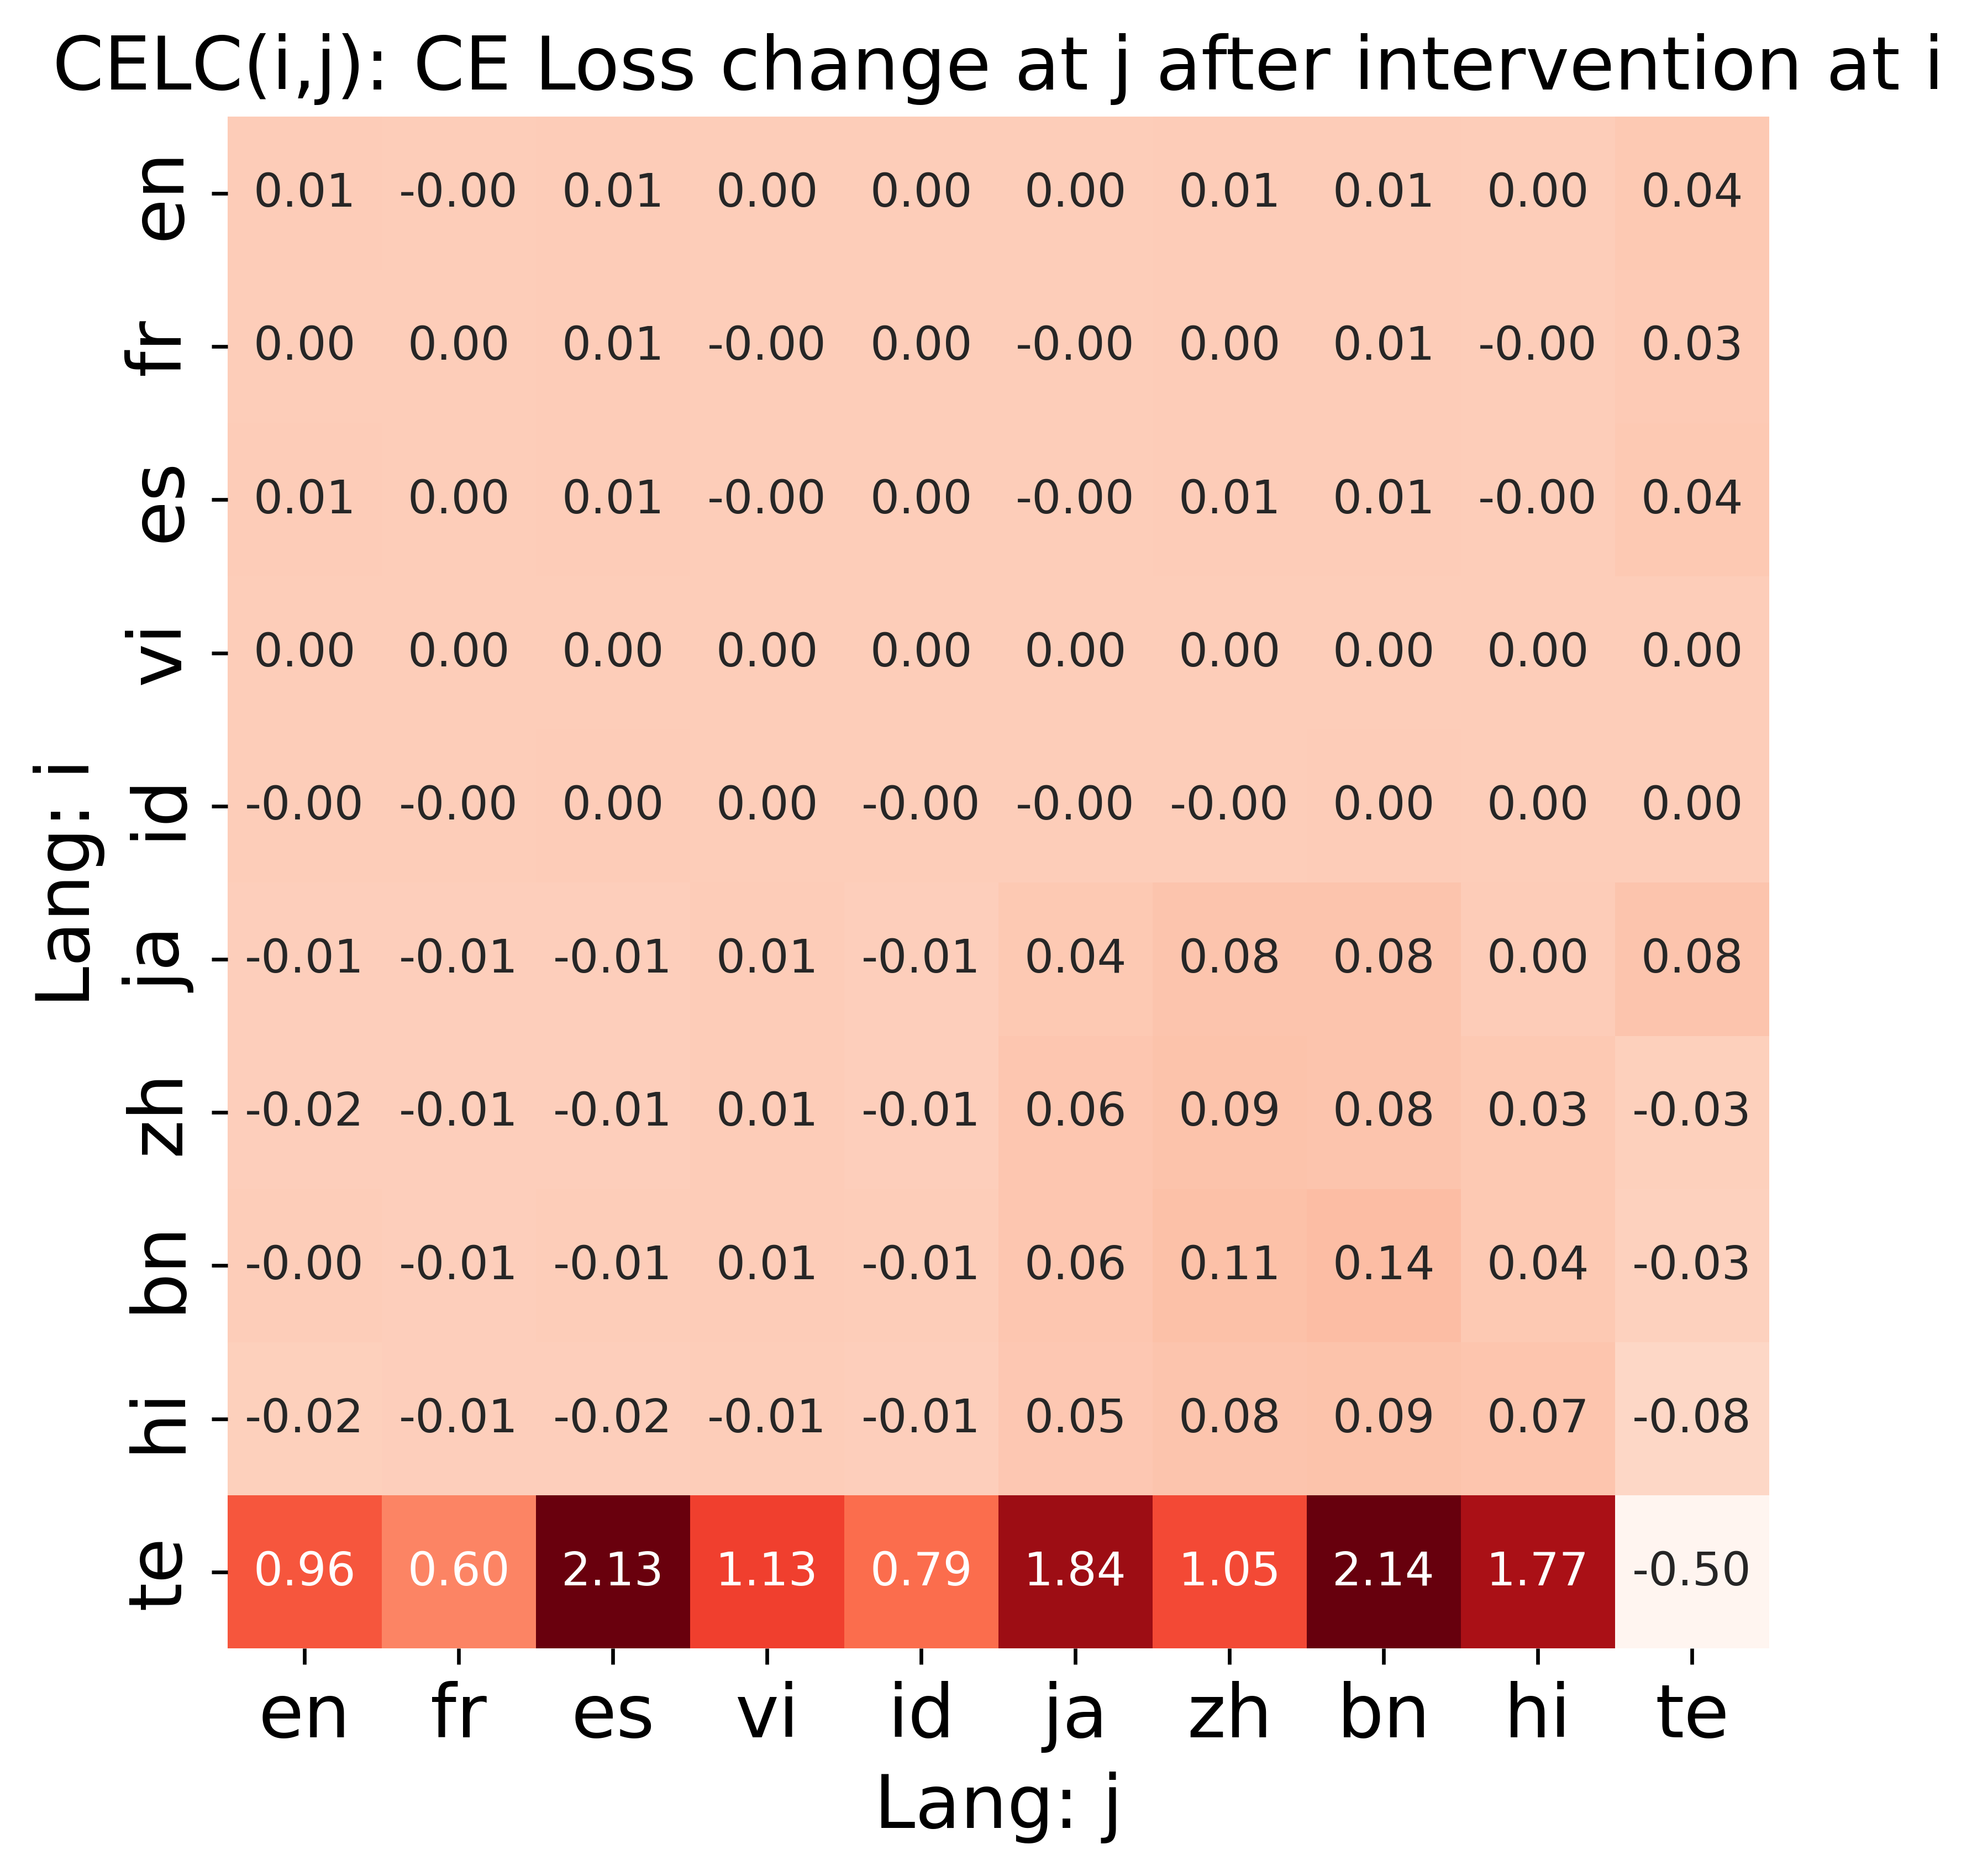 CELC(i,j): CE Loss change at j after intervention at i
Lang: i
en 0.01 -0.00 0.01 0.00 0.00 0.00 0.01 0.01 0.00 0.04
fr 0.00 0.00 0.01 -0.00 0.00 -0.00 0.00 0.01 -0.00 0.03
es 0.01 0.00 0.01 -0.00 0.00 -0.00 0.01 0.01 -0.00 0.04
vi 0.00 0.00 0.00 0.00 0.00 0.00 0.00 0.00 0.00 0.00
id -0.00 -0.00 0.00 0.00 -0.00 -0.00 -0.00 0.00 0.00 0.00
ja -0.01 -0.01 -0.01 0.01 -0.01 0.04 0.08 0.08 0.00 0.08
zh -0.02 -0.01 -0.01 0.01 -0.01 0.06 0.09 0.08 0.03 -0.03
bn -0.00 -0.01 -0.01 0.01 -0.01 0.06 0.11 0.14 0.04 -0.03
hi -0.02 -0.01 -0.02 -0.01 -0.01 0.05 0.08 0.09 0.07 -0.08
te 0.96 0.60 2.13 1.13 0.79 1.84 1.05 2.14 1.77 -0.50
en fr es vi id ja zh bn hi te
Lang: j